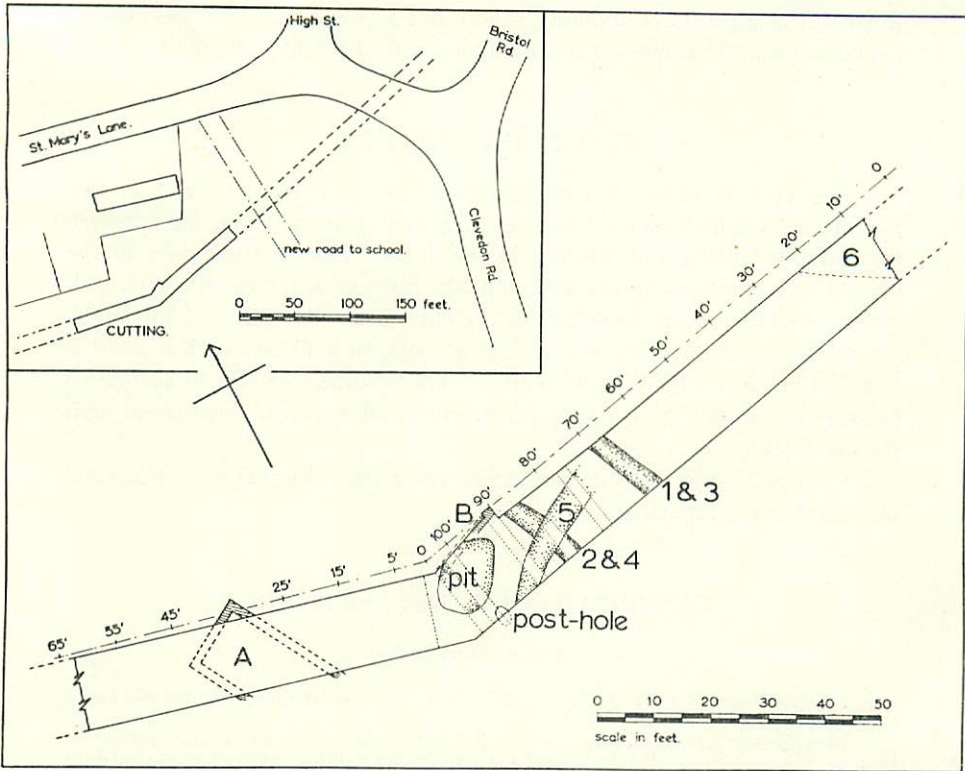 High St.
Bristol
Rd.
St. Mary's Lane.
new road to school.
Clevedon Rd.
0 50 100 150 feet.
CUTTING.
0
10'
20'
30'
40'
50'
60'
70'
80'
90'
100'
6
1 & 3
5
B
2 & 4
pit
post-hole
0
5'
15'
25'
45'
55'
65'
A
0 10 20 30 40 50
scale in feet.